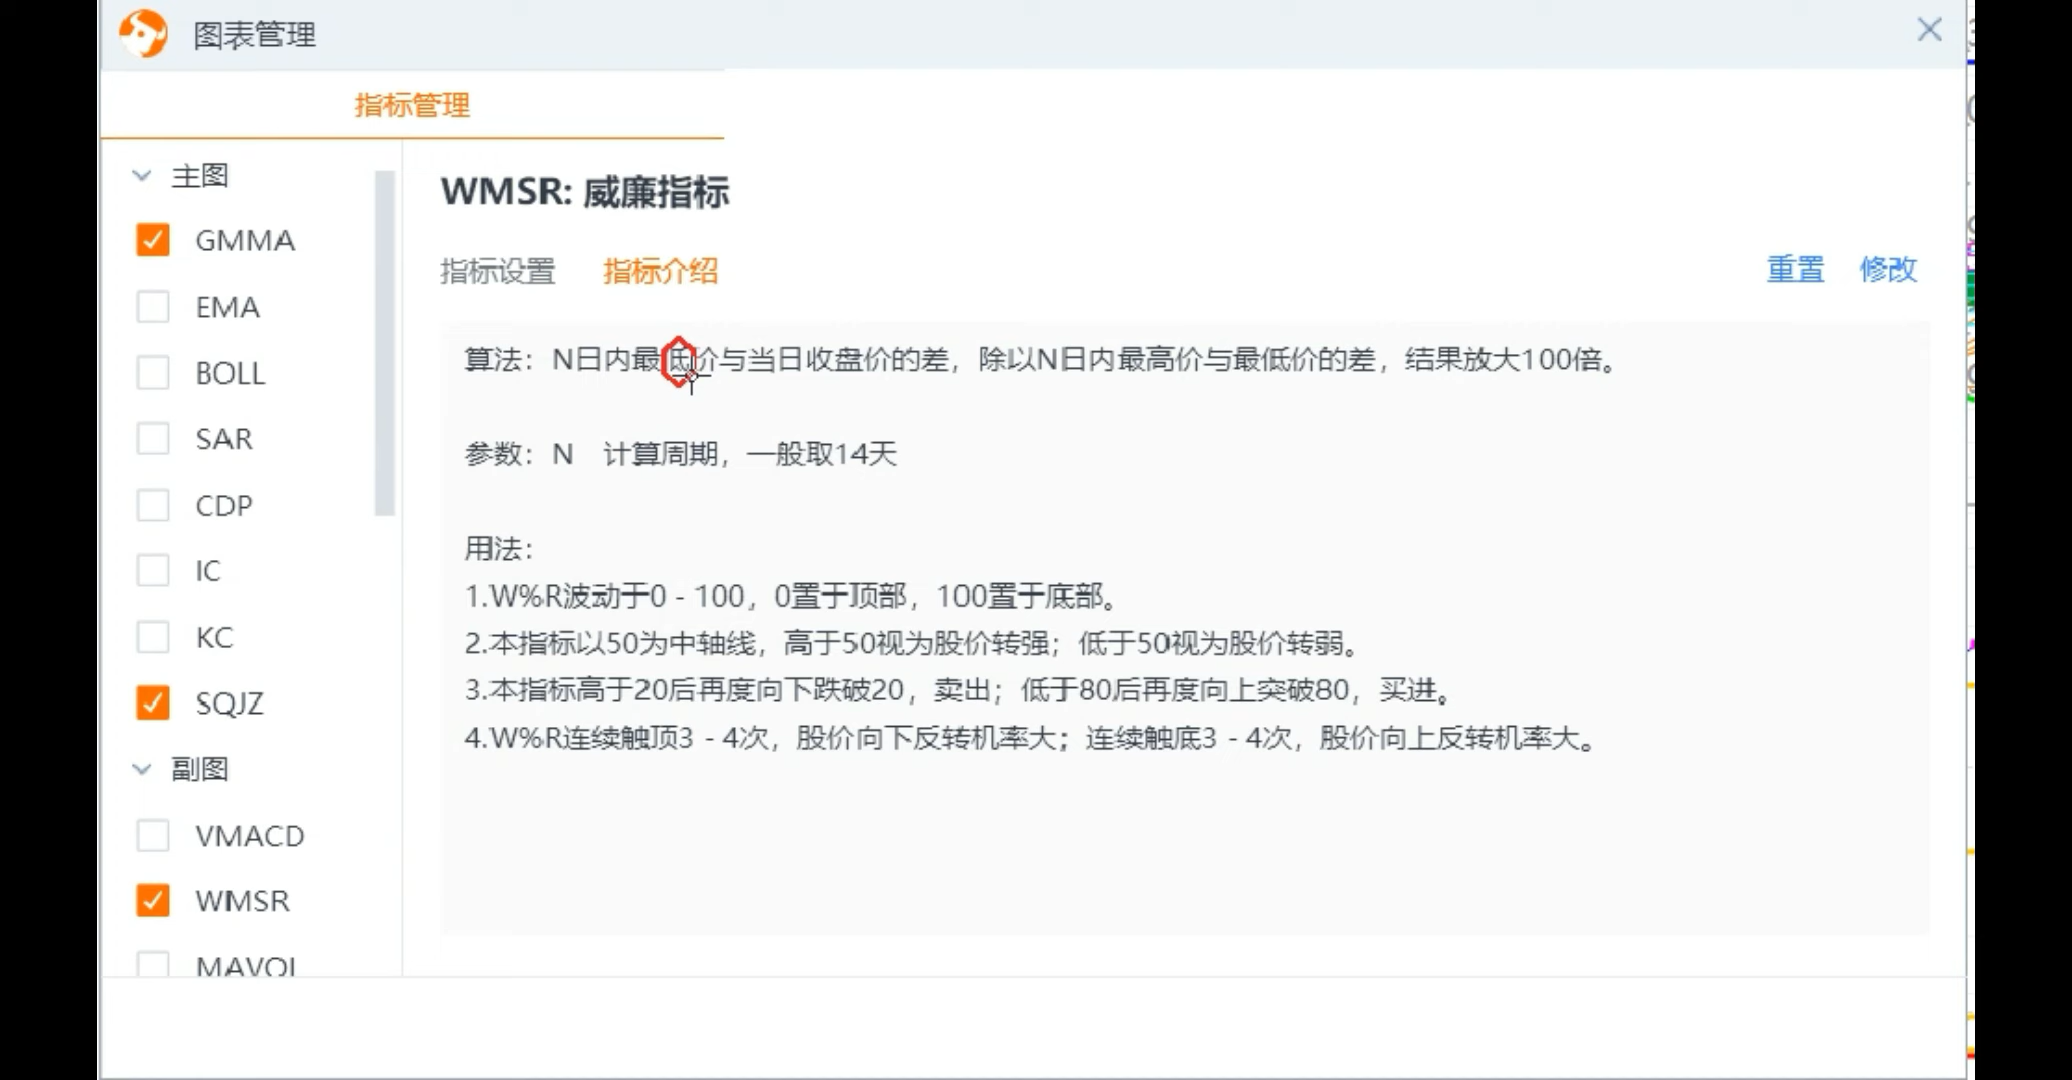 图表管理
指标管理
主图
GMMA
EMA
BOLL
SAR
CDP
IC
KC
SQJZ
副图
VMACD
WMSR
WMSR: 威廉指标
指标设置 指标介绍
重置 修改
算法：N日内最低价与当日收盘价的差，除以N日内最高价与最低价的差，结果放大100倍。
参数：N 计算周期，一般取14天
用法：
1.W%R波动于0 - 100，0置于顶部，100置于底部。
2.本指标以50为中轴线，高于50视为股价转强；低于50视为股价转弱。
3.本指标高于20后再度向下跌破20，卖出；低于80后再度向上突破80，买进。
4.W%R连续触顶3 - 4次，股价向下反转机率大；连续触底3 - 4次，股价向上反转机率大。